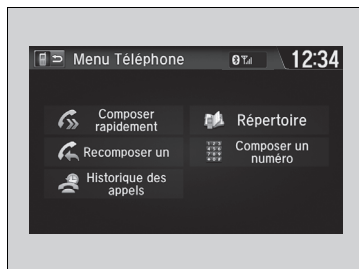 Menu Téléphone
12:34
Composer
rapidement
Répertoire
Recomposer un
Composer un
numéro
Historique des
appels